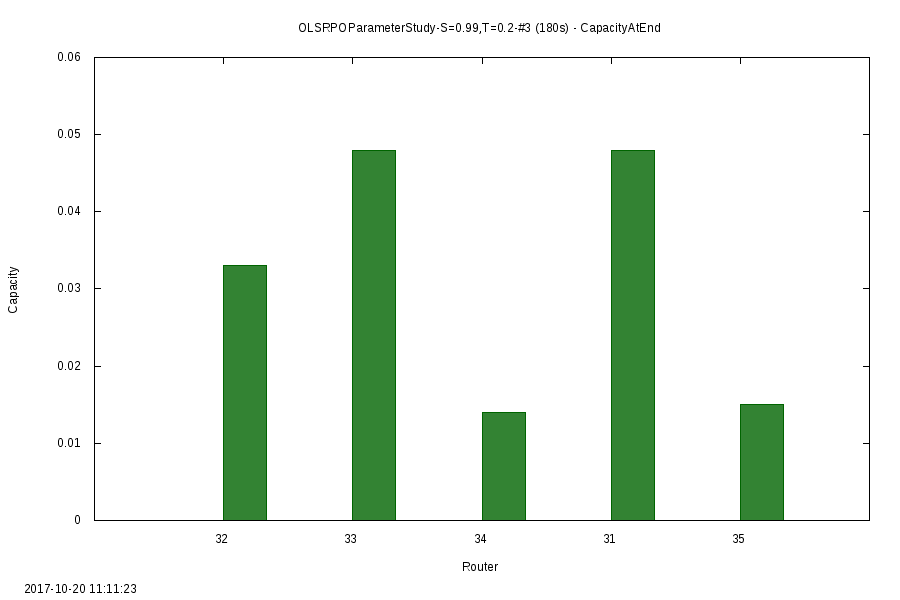 OLSRPOParameterStudy-S=0.99,T=0.2-#3 (180s) - CapacityAtEnd
0.06
0.05
0.04
0.03
0.02
0.01
0
Capacity
32 33 34 31 35
Router
2017-10-20 11:11:23